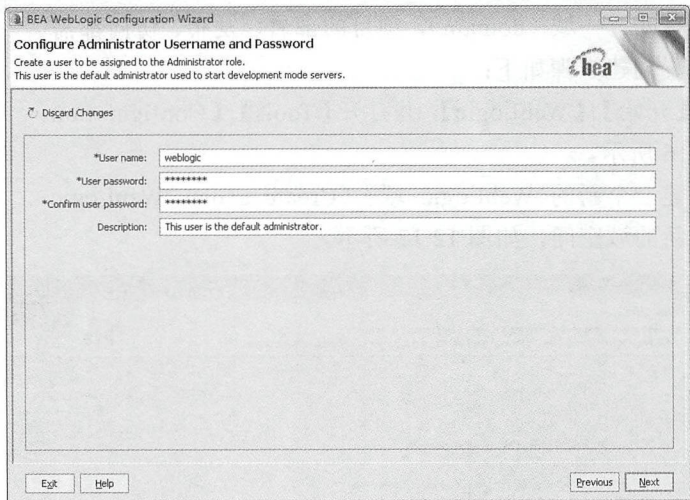 BEA WebLogic Configuration Wizard
Configure Administrator Username and Password
Create a user to be assigned to the Administrator role.
This user is the default administrator used to start development mode servers.
bea
Discard Changes
*User name: weblogic
*User password: ********
*Confirm user password: ********
Description: This user is the default administrator.
Exit Help Previous Next